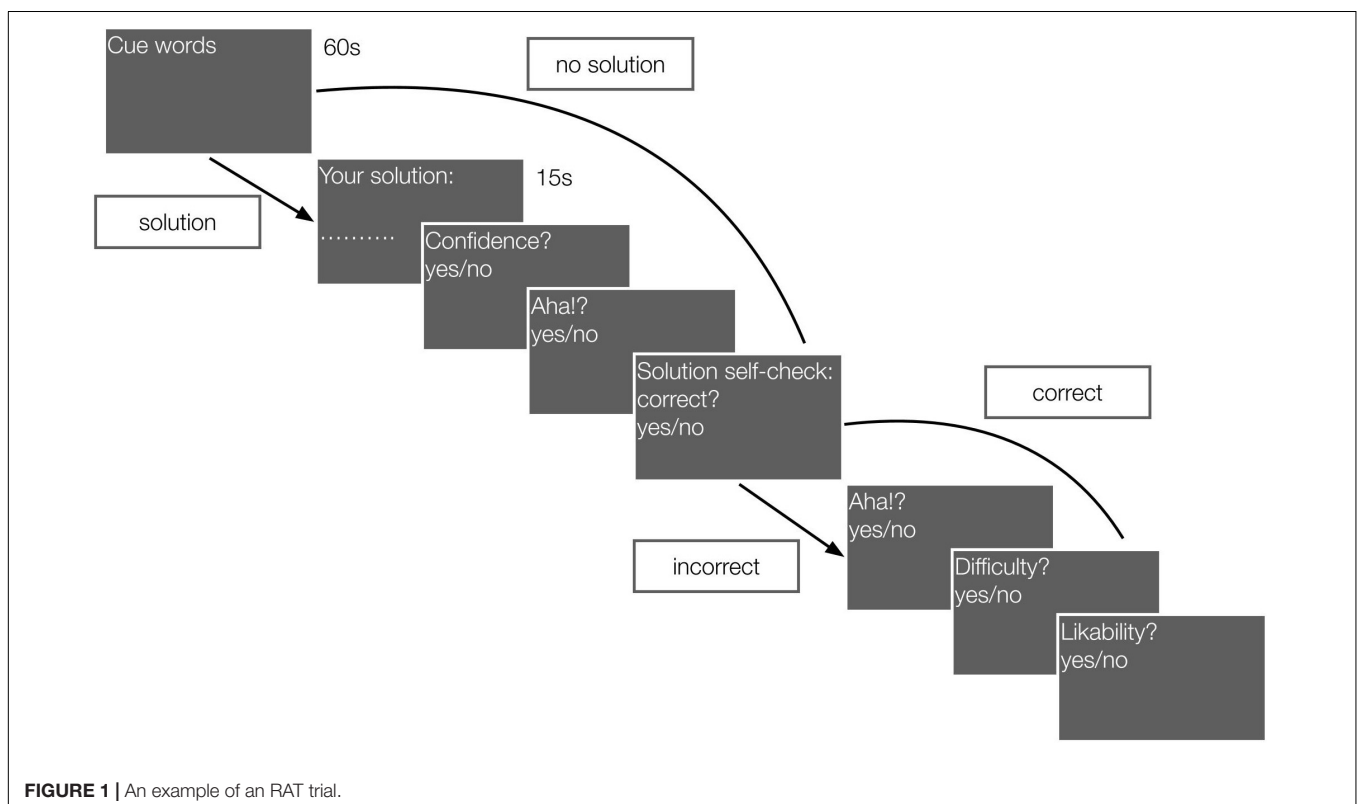 Cue words
60s
no solution
solution
Your solution:
15s
..........
Confidence?
yes/no
Aha!?
yes/no
Solution self-check:
correct?
yes/no
correct
incorrect
Aha!?
yes/no
Difficulty?
yes/no
Likability?
yes/no
FIGURE 1 | An example of an RAT trial.